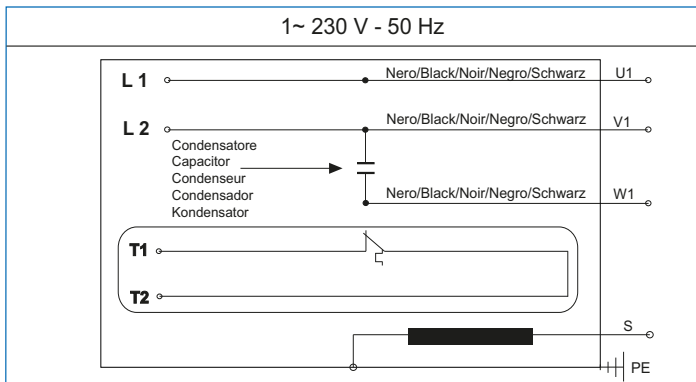 1~ 230 V - 50 Hz
L 1
Nero/Black/Noir/Negro/Schwarz
U1
L 2
Nero/Black/Noir/Negro/Schwarz
V1
Condensatore
Capacitor
Condenseur
Condensador
Kondensator
Nero/Black/Noir/Negro/Schwarz
W1
T1
T2
S
PE